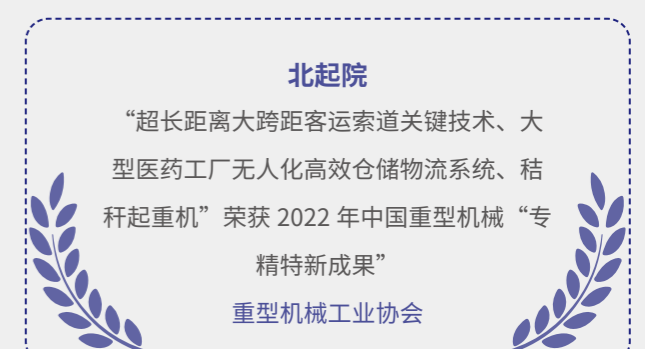 北起院
“超长距离大跨距客运索道关键技术、大
型医药工厂无人化高效仓储物流系统、秸
秆起重机”荣获 2022 年中国重型机械“专
精特新成果”
重型机械工业协会